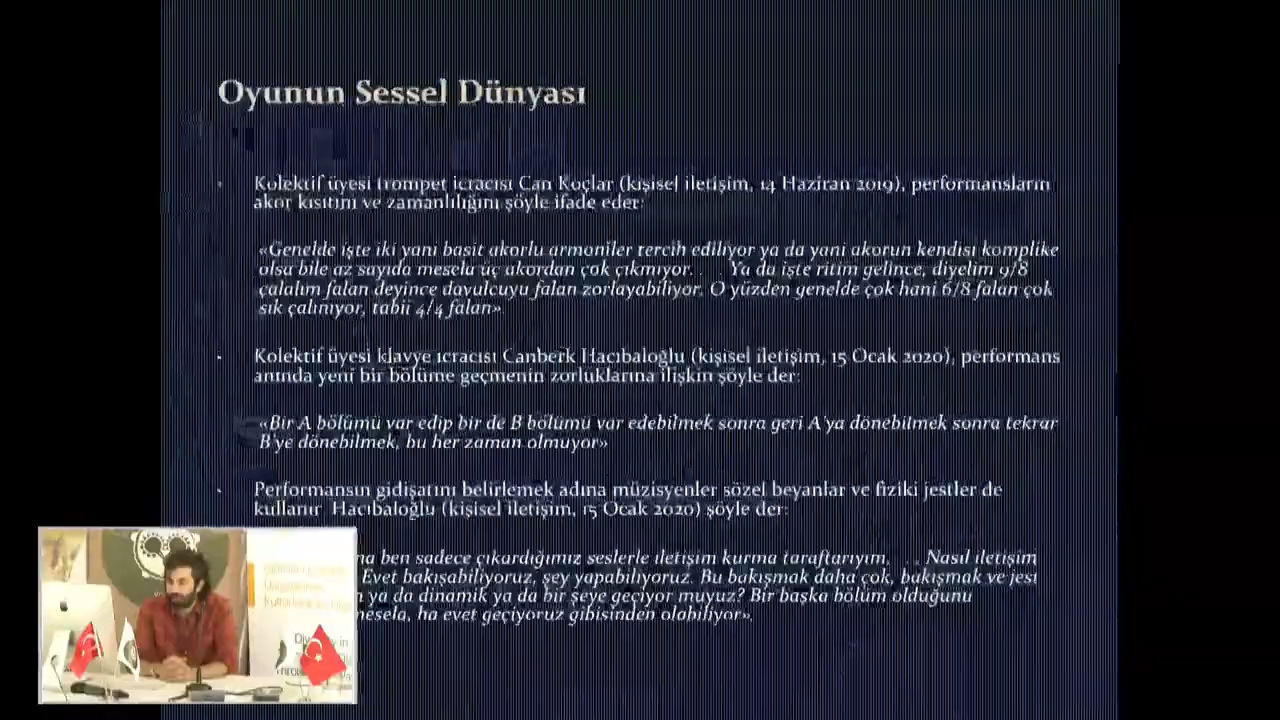 Oyunun Sessel Dünyası
Kolektif üyesi trompet icracısı Can Koçlar (kişisel iletişim, 14 Haziran 2019), performansların
akor kısıtını ve zamanlılığını şöyle ifade eder:
«Genelde işte iki yani basit akorlu armoniler tercih ediliyor ya da yani akorun kendisi komplike
olsa bile az sayıda mesela üç akordan çok çıkmıyor. . . . Ya da işte ritim gelince, diyelim 9/8
çalalım falan deyince davulcuyu falan zorlayabiliyor. O yüzden genelde çok hani 6/8 falan çok
sık çalınıyor, tabii 4/4 falan»
Kolektif üyesi klavye icracısı Canberk Hacıbaloğlu (kişisel iletişim, 15 Ocak 2020), performans
anında yeni bir bölüme geçmenin zorluklarına ilişkin şöyle der:
«Bir A bölümü var edip bir de B bölümü var edebilmek sonra geri A'ya dönebilmek sonra tekrar
B'ye dönebilmek, bu her zaman olmuyor»
Performansın gidişatını belirlemek adına müzisyenler sözel beyanlar ve fiziki jestler de
kullanır Hacıbaloğlu (kişisel iletişim, 15 Ocak 2020) şöyle der:
ben sadece çıkardığımız seslerle iletişim kurma taraftarıyım. . . . Nasıl iletişim
Evet bakışabiliyoruz, şey yapabiliyoruz. Bu bakışmak daha çok, bakışmak ve jest
ya da dinamik ya da bir şeye geçiyor muyuz? Bir başka bölüm olduğunu
mesela, ha evet geçiyoruz gibisinden olabiliyor».